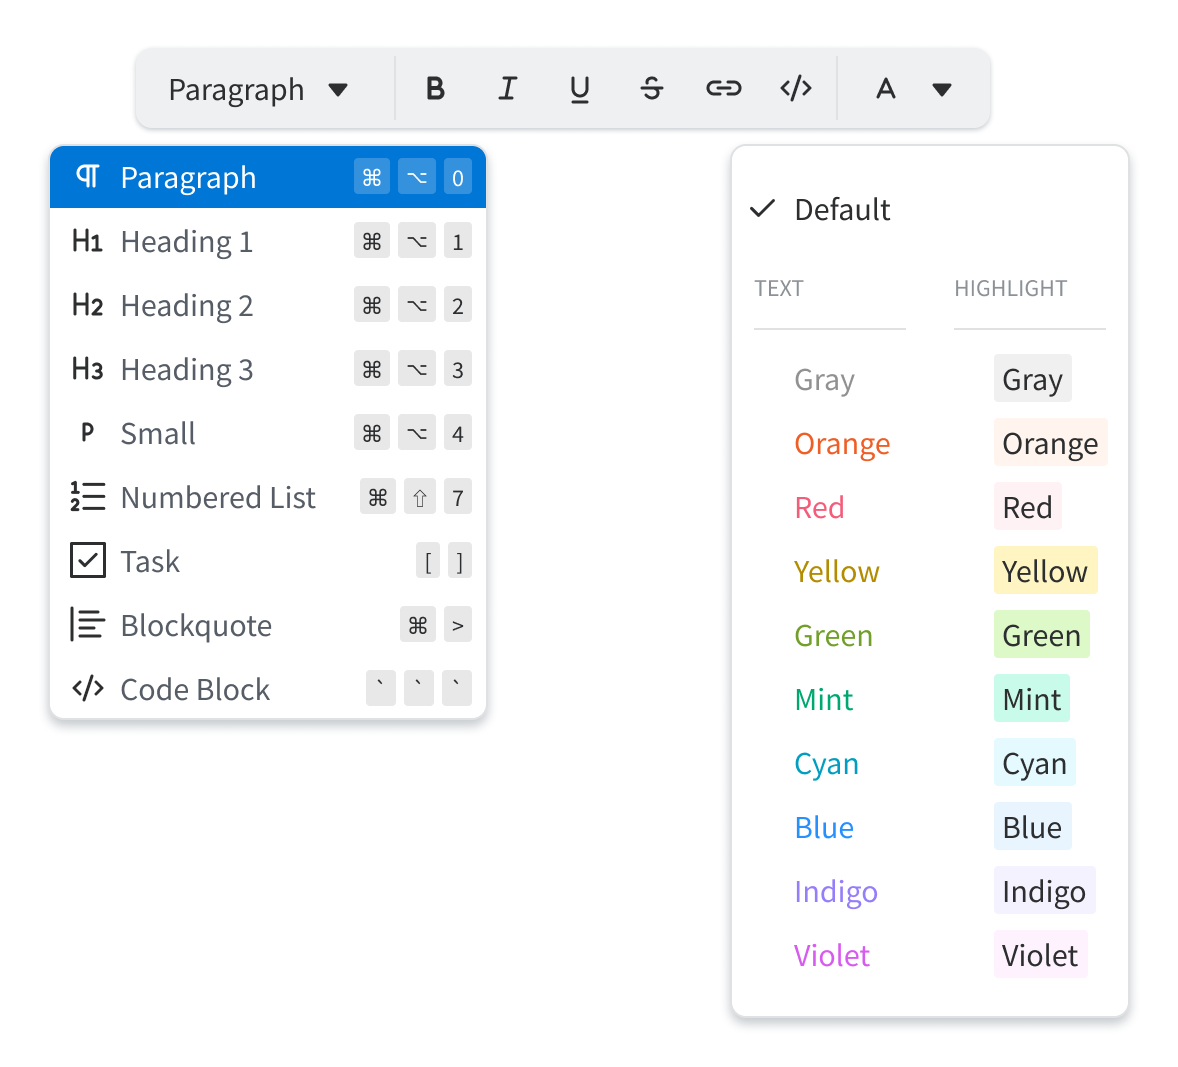 Paragraph ▼ B I U S </> A ▼
¶ Paragraph ⌘ ⌥ 0
H1 Heading 1 ⌘ ⌥ 1
H2 Heading 2 ⌘ ⌥ 2
H3 Heading 3 ⌘ ⌥ 3
P Small ⌘ ⌥ 4
1 2 Numbered List ⌘ ⇧ 7
Task [ ]
Blockquote ⌘ >
</> Code Block ` ` `
✓ Default
TEXT HIGHLIGHT
Gray Gray
Orange Orange
Red Red
Yellow Yellow
Green Green
Mint Mint
Cyan Cyan
Blue Blue
Indigo Indigo
Violet Violet